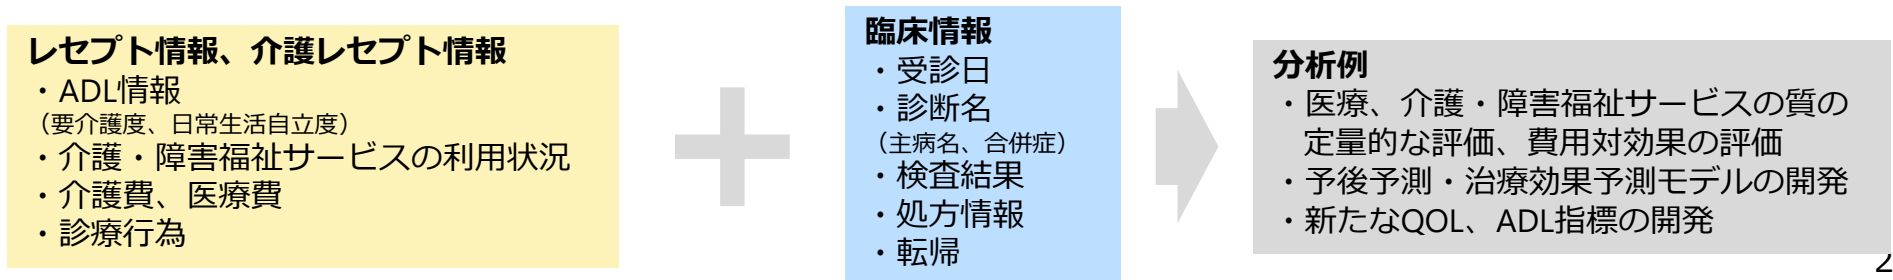 レセプト情報、介護レセプト情報
・ADL情報
（要介護度、日常生活自立度）
・介護・障害福祉サービスの利用状況
・介護費、医療費
・診療行為
臨床情報
・受診日
・診断名
（主病名、合併症）
・検査結果
・処方情報
・転帰
分析例
・医療、介護・障害福祉サービスの質の
定量的な評価、費用対効果の評価
・予後予測・治療効果予測モデルの開発
・新たなQOL、ADL指標の開発
2